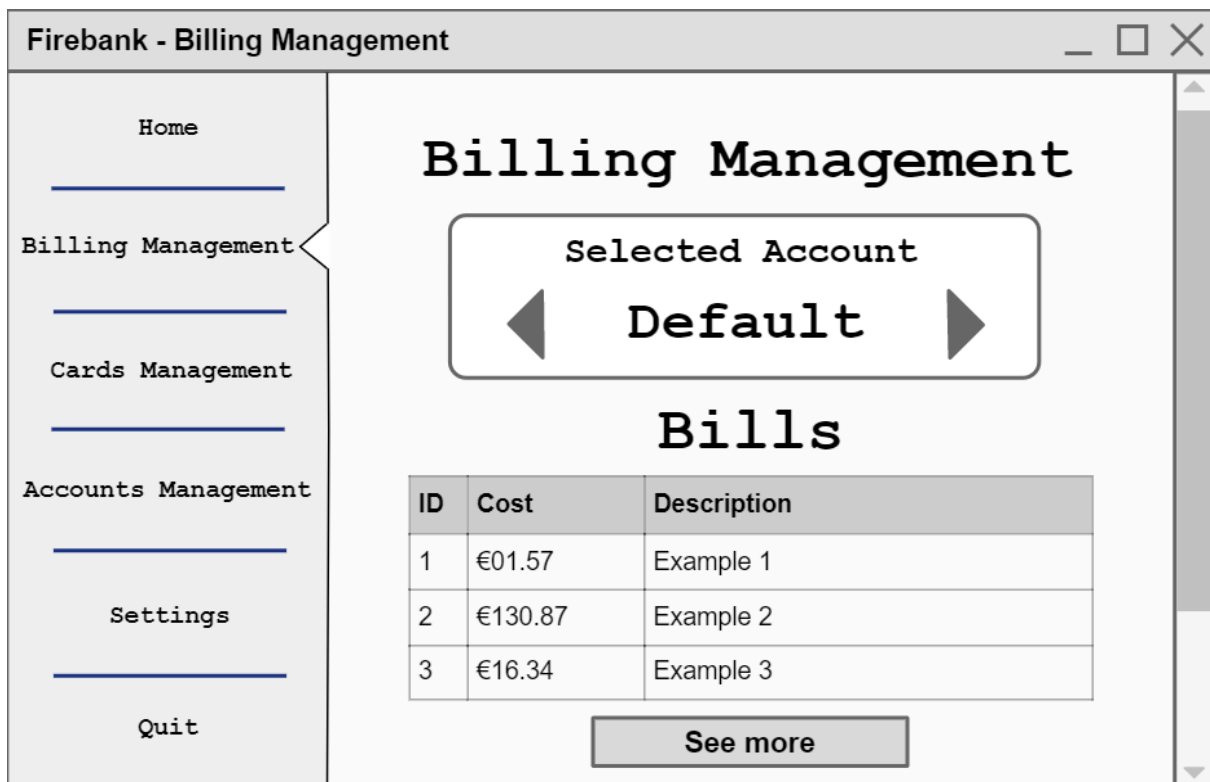 Firebank - Billing Management
Home
Billing Management
Cards Management
Accounts Management
Settings
Quit
Billing Management
Selected Account
Default
Bills
ID Cost Description
1 €01.57 Example 1
2 €130.87 Example 2
3 €16.34 Example 3
See more